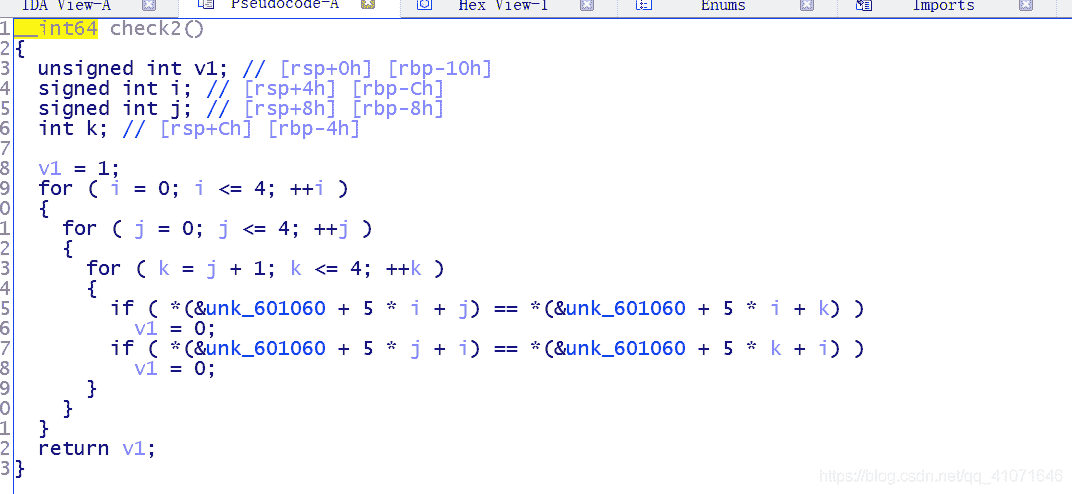 IDA View-A Pseudocode-A Hex View-1 Enums Imports
1 __int64 check2()
2 {
3 unsigned int v1; // [rsp+0h] [rbp-10h]
4 signed int i; // [rsp+4h] [rbp-Ch]
5 signed int j; // [rsp+8h] [rbp-8h]
6 int k; // [rsp+Ch] [rbp-4h]
7
8 v1 = 1;
9 for ( i = 0; i <= 4; ++i )
0 {
1 for ( j = 0; j <= 4; ++j )
2 {
3 for ( k = j + 1; k <= 4; ++k )
4 {
5 if ( *(&unk_601060 + 5 * i + j) == *(&unk_601060 + 5 * i + k) )
6 v1 = 0;
7 if ( *(&unk_601060 + 5 * j + i) == *(&unk_601060 + 5 * k + i) )
8 v1 = 0;
9 }
0 }
1 }
2 return v1;
3 }
https://blog.csdn.net/qq_41071646